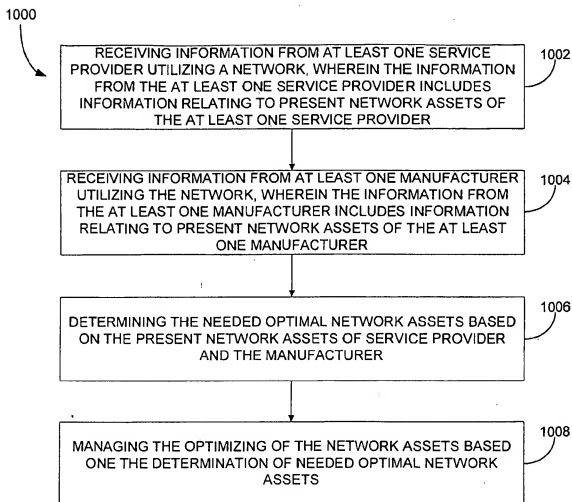 1000
RECEIVING INFORMATION FROM AT LEAST ONE SERVICE
PROVIDER UTILIZING A NETWORK, WHEREIN THE INFORMATION
FROM THE AT LEAST ONE SERVICE PROVIDER INCLUDES
INFORMATION RELATING TO PRESENT NETWORK ASSETS OF
THE AT LEAST ONE SERVICE PROVIDER
1002
RECEIVING INFORMATION FROM AT LEAST ONE MANUFACTURER
UTILIZING THE NETWORK, WHEREIN THE INFORMATION FROM
THE AT LEAST ONE MANUFACTURER INCLUDES INFORMATION
RELATING TO PRESENT NETWORK ASSETS OF THE AT LEAST
ONE MANUFACTURER
1004
DETERMINING THE NEEDED OPTIMAL NETWORK ASSETS BASED
ON THE PRESENT NETWORK ASSETS OF SERVICE PROVIDER
AND THE MANUFACTURER
1006
MANAGING THE OPTIMIZING OF THE NETWORK ASSETS BASED
ONE THE DETERMINATION OF NEEDED OPTIMAL NETWORK
ASSETS
1008